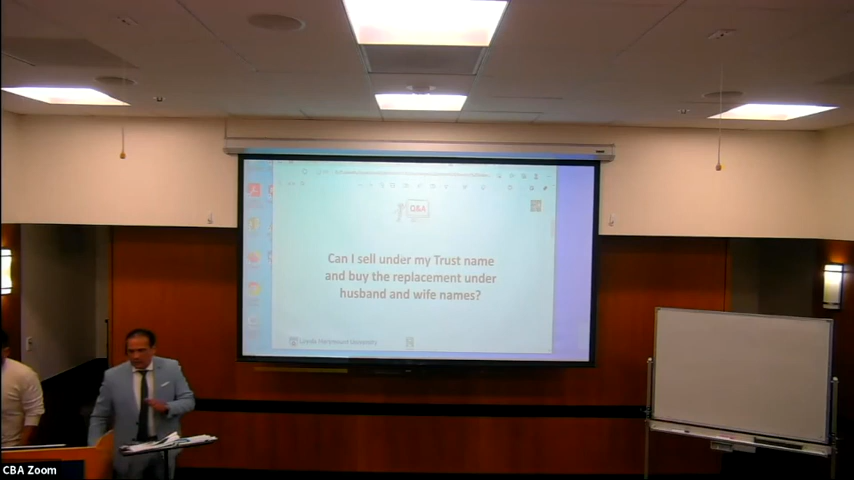 Q&A
Can I sell under my Trust name
and buy the replacement under
husband and wife names?
Loyola Marymount University
CBA Zoom